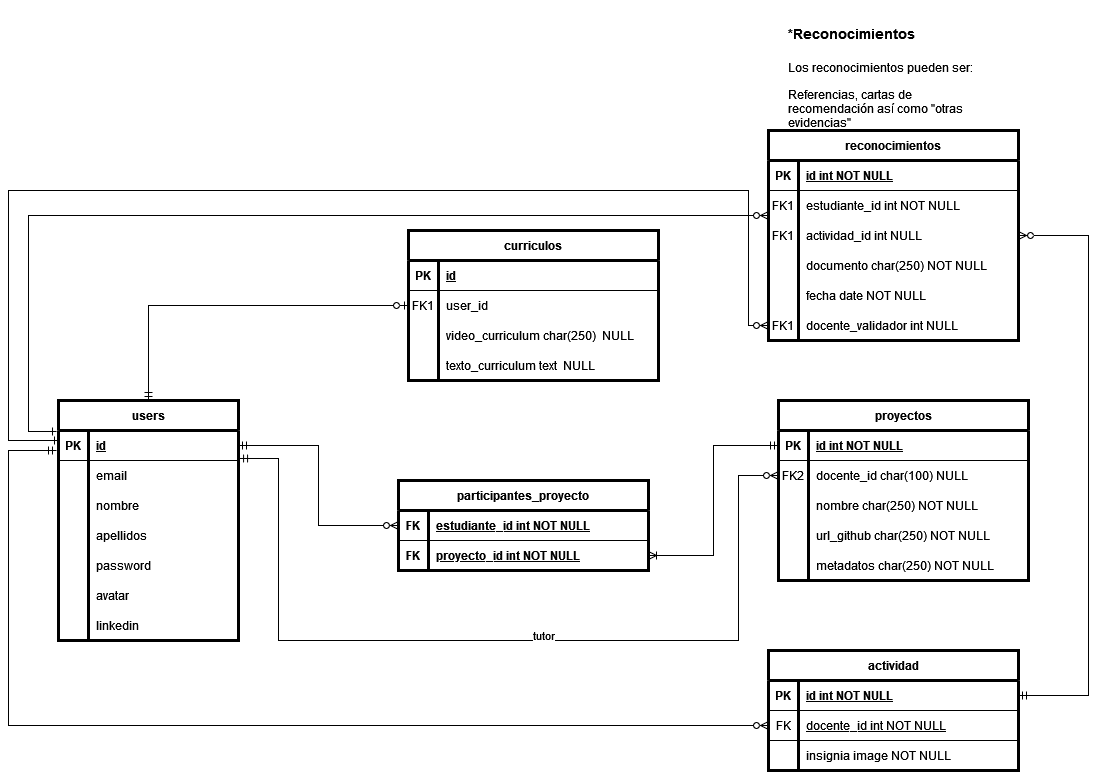 *Reconocimientos
Los reconocimientos pueden ser:
Referencias, cartas de
recomendación así como "otras
evidencias"
reconocimientos
PK id int NOT NULL
FK1 estudiante_id int NOT NULL
FK1 actividad_id int NULL
documento char(250) NOT NULL
fecha date NOT NULL
FK1 docente_validador int NULL
curriculos
PK id
FK1 user_id
video_curriculum char(250) NULL
texto_curriculum text NULL
users
PK id
email
nombre
apellidos
password
avatar
linkedin
participantes_proyecto
FK estudiante_id int NOT NULL
FK proyecto_id int NOT NULL
proyectos
PK id int NOT NULL
FK2 docente_id char(100) NULL
nombre char(250) NOT NULL
url_github char(250) NOT NULL
metadatos char(250) NOT NULL
tutor
actividad
PK id int NOT NULL
FK docente_id int NOT NULL
insignia image NOT NULL